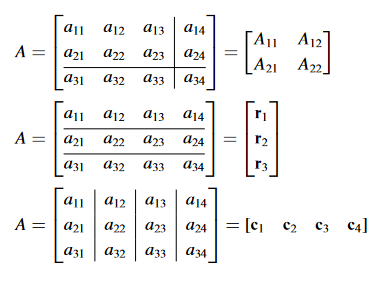 a₁₁ a₁₂ a₁₃ a₁₄
A = a₂₁ a₂₂ a₂₃ a₂₄ = [A₁₁ A₁₂
a₃₁ a₃₂ a₃₃ a₃₄ A₂₁ A₂₂]
a₁₁ a₁₂ a₁₃ a₁₄ r₁
A = a₂₁ a₂₂ a₂₃ a₂₄ = r₂
a₃₁ a₃₂ a₃₃ a₃₄ r₃
a₁₁ a₁₂ a₁₃ a₁₄
A = a₂₁ a₂₂ a₂₃ a₂₄ = [c₁ c₂ c₃ c₄]
a₃₁ a₃₂ a₃₃ a₃₄